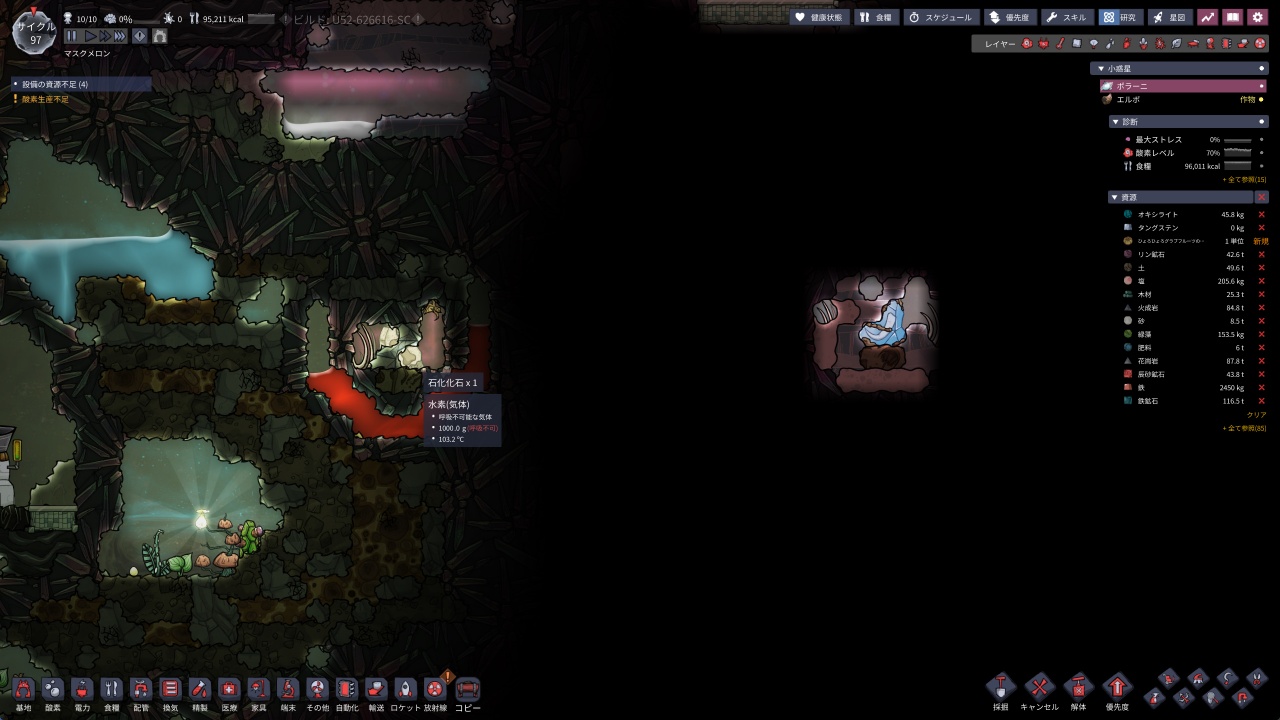 サイクル
97
10/10
0%
0
95,211 kcal
ビルド: U52-626616-SC
マスクメロン
設備の資源不足 (4)
酸素生産不足
健康状態
食糧
スケジュール
優先度
スキル
研究
星図
レイヤー
小惑星
ポラーニ
エルボ
作物
診断
最大ストレス 0%
酸素レベル 70%
食糧 96,011 kcal
+ 全て参照(15)
資源
オキシライト 45.8 kg
タングステン 0 kg
1 単位 新規
リン鉱石 42.6 t
土 49.6 t
塩 205.6 kg
木材 25.3 t
火成岩 84.8 t
砂 8.5 t
緑藻 153.5 kg
肥料 6 t
花崗岩 87.8 t
辰砂鉱石 43.8 t
鉄 2450 kg
鉄鉱石 116.5 t
クリア
+ 全て参照(85)
石化化石 x 1
水素(気体)
• 呼吸不可能な気体
• 1000.0 g (呼吸不可)
• 103.2 °C
基地
酸素
電力
食糧
配管
換気
精製
医療
家具
端末
その他
自動化
輸送
ロケット
放射線
コピー
採掘
キャンセル
解体
優先度